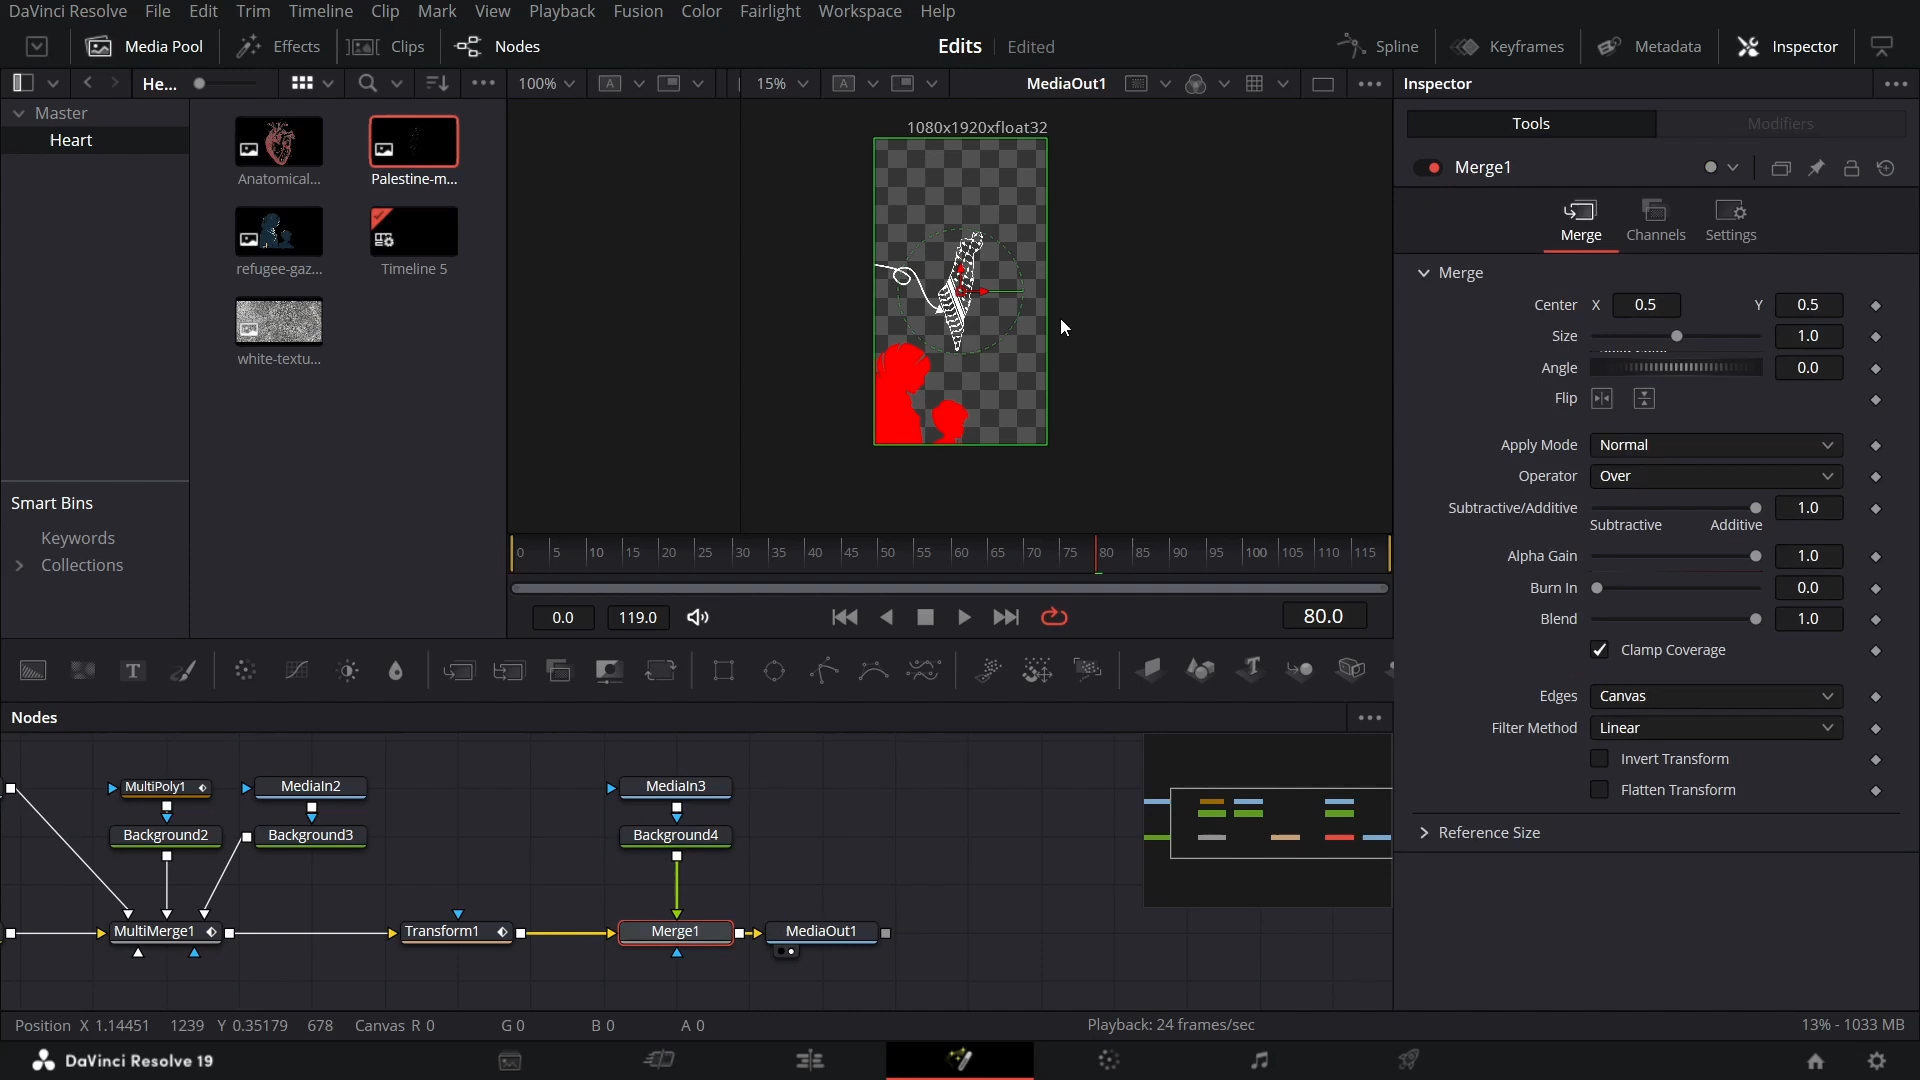 DaVinci Resolve File Edit Trim Timeline Clip Mark View Playback Fusion Color Fairlight Workspace Help
Media Pool Effects Clips Nodes Edits Edited Spline Keyframes Metadata Inspector
He... 100% 15% MediaOut1 Inspector
Master
Heart
Anatomical...
Palestine-m...
refugee-gaz...
Timeline 5
white-textu...
Smart Bins
Keywords
Collections
1080x1920xfloat32
0 5 10 15 20 25 30 35 40 45 50 55 60 65 70 75 80 85 90 95 100 105 110 115
0.0 119.0 80.0
Tools Modifiers
Merge1
Merge Channels Settings
Merge
Center X 0.5 Y 0.5
Size 1.0
Angle 0.0
Flip
Apply Mode Normal
Operator Over
Subtractive/Additive 1.0
Subtractive Additive
Alpha Gain 1.0
Burn In 0.0
Blend 1.0
Clamp Coverage
Edges Canvas
Filter Method Linear
Invert Transform
Flatten Transform
Reference Size
Nodes
MultiPoly1 MediaIn2 MediaIn3
Background2 Background3 Background4
MultiMerge1 Transform1 Merge1 MediaOut1
Position X 1.14451 1239 Y 0.35179 678 Canvas R 0 G 0 B 0 A 0 Playback: 24 frames/sec 13% - 1033 MB
DaVinci Resolve 19